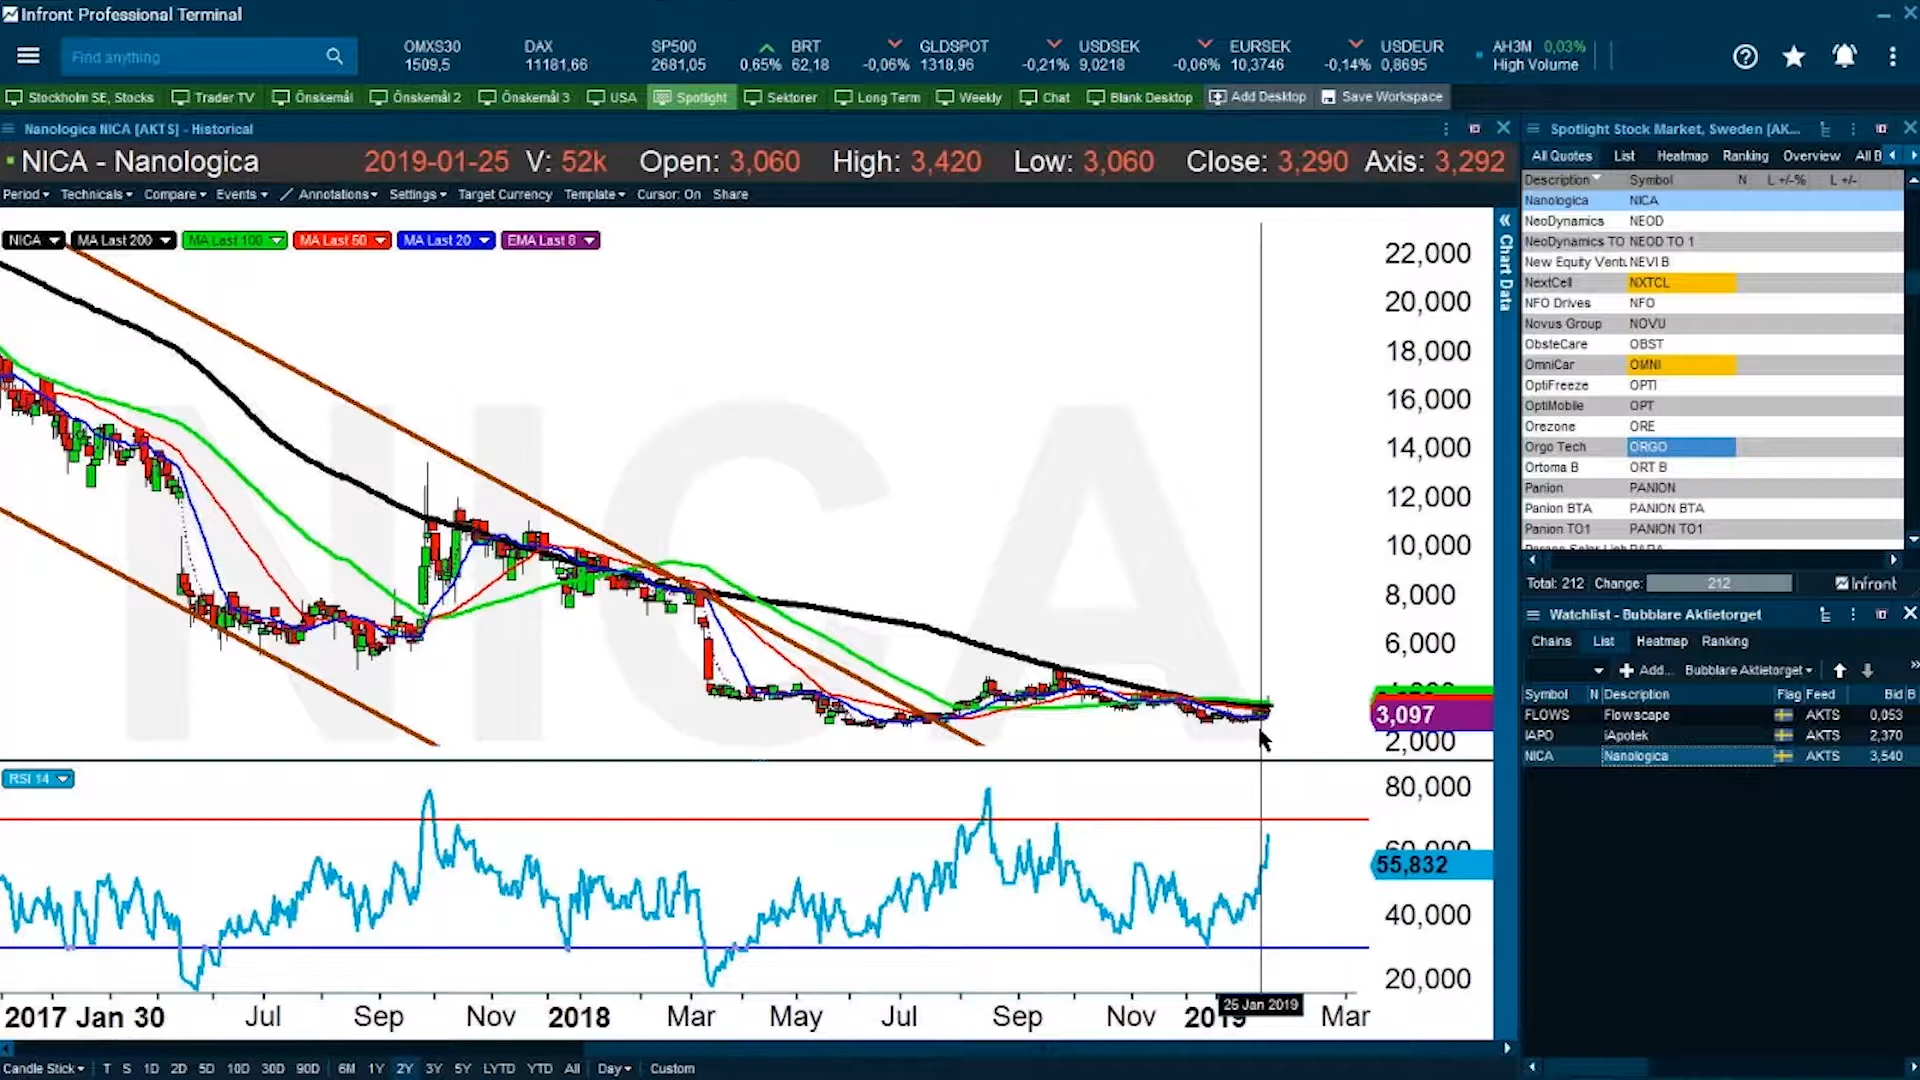 Infront Professional Terminal
Find anything
OMXS30 1509,5
DAX 11181,66
SP500 2681,05
0,65%
BRT 62,18
-0,06%
GLDSPOT 1318,96
-0,21%
USDSEK 9,0218
-0,06%
EURSEK 10,3746
-0,14%
USDEUR 0,8695
AH3M 0,03%
High Volume
Stockholm SE, Stocks Trader TV Önskemål Önskemål 2 Önskemål 3 USA Spotlight Sektorer Long Term Weekly Chat Blank Desktop Add Desktop Save Workspace
Nanologica NICA [AKTS] - Historical
NICA - Nanologica 2019-01-25 V: 52k Open: 3,060 High: 3,420 Low: 3,060 Close: 3,290 Axis: 3,292
Period Technicals Compare Events Annotations Settings Target Currency Template Cursor: On Share
NICA MA Last 200 MA Last 100 MA Last 50 MA Last 20 EMA Last 8
NICA
22,000
20,000
18,000
16,000
14,000
12,000
10,000
8,000
6,000
3,097
2,000
RSI 14
80,000
60,000
55,832
40,000
20,000
25 Jan 2019
2017 Jan 30 Jul Sep Nov 2018 Mar May Jul Sep Nov 2019 Mar
Candle Stick T S 1D 2D 5D 10D 30D 90D 6M 1Y 2Y 3Y 5Y LYTD YTD All Day Custom
Chart Data
Spotlight Stock Market, Sweden [AK...
All Quotes List Heatmap Ranking Overview All B
Description Symbol N L +/-% L +/-
Nanologica NICA
NeoDynamics NEOD
NeoDynamics TO NEOD TO 1
New Equity Vent. NEVI B
NextCell NXTCL
NFO Drives NFO
Novus Group NOVU
ObsteCare OBST
OmniCar OMNI
OptiFreeze OPTI
OptiMobile OPT
Orezone ORE
Orgo Tech ORGO
Ortoma B ORT B
Panion PANION
Panion BTA PANION BTA
Panion TO1 PANION TO1
Total: 212 Change: 212 Infront
Watchlist - Bubblare Aktietorget
Chains List Heatmap Ranking
Add... Bubblare Aktietorget
Symbol N Description Flag Feed Bid B
FLOWS Flowscape AKTS 0,053
IAPO iApotek AKTS 2,370
NICA Nanologica AKTS 3,540